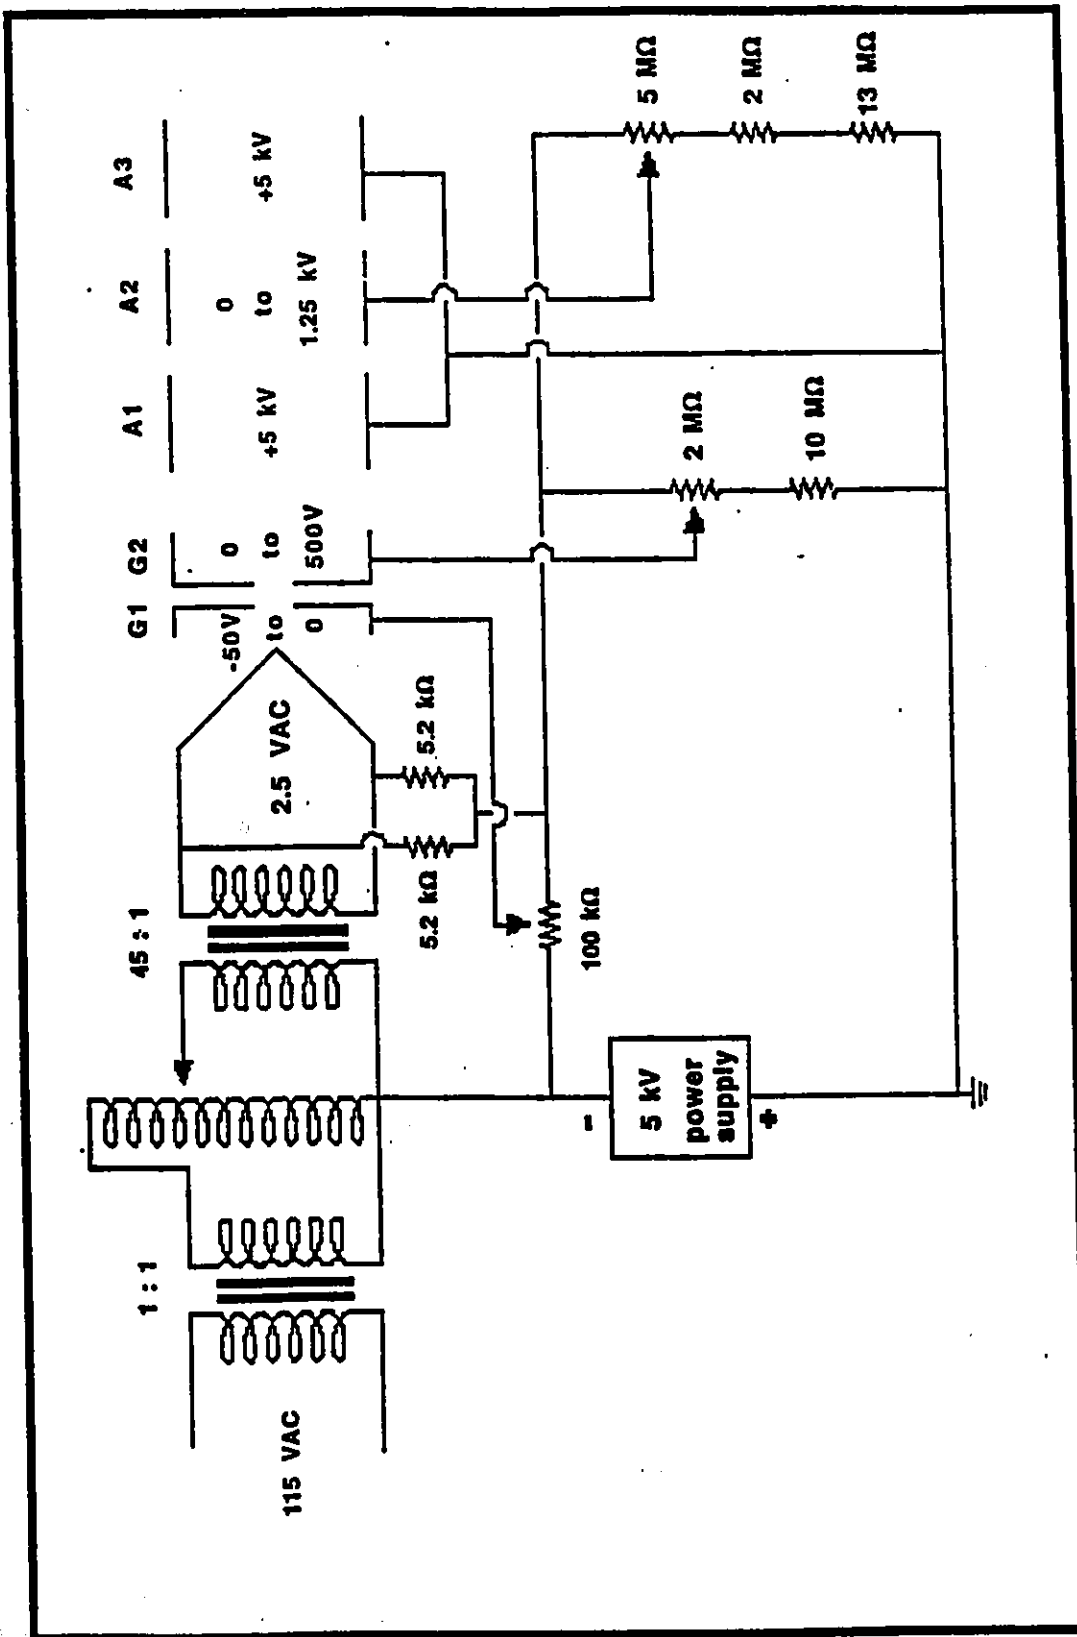 G1
G2
A1
A2
A3
45 : 1
1 : 1
-50V
to
0
0
to
500V
+5 kV
0
to
1.25 kV
+5 kV
2.5 VAC
115 VAC
5.2 kΩ
5.2 kΩ
100 kΩ
2 MΩ
10 MΩ
5 MΩ
2 MΩ
13 MΩ
-
5 kV
power
supply
+